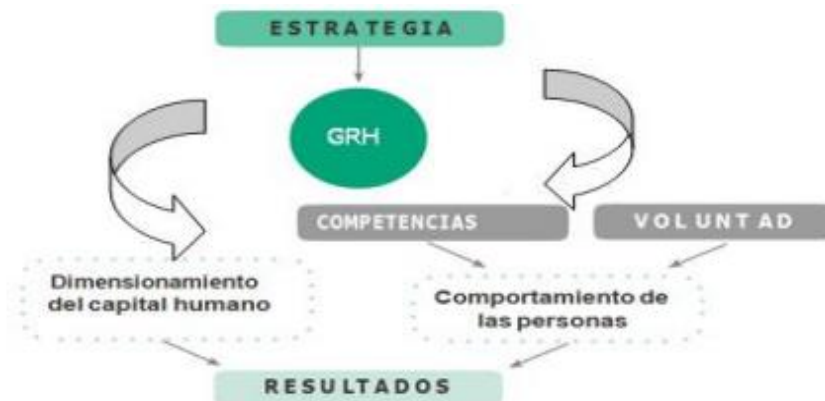 ESTRATEGIA
GRH
COMPETENCIAS
VOLUNTAD
Dimensionamiento
del capital humano
Comportamiento de
las personas
RESULTADOS